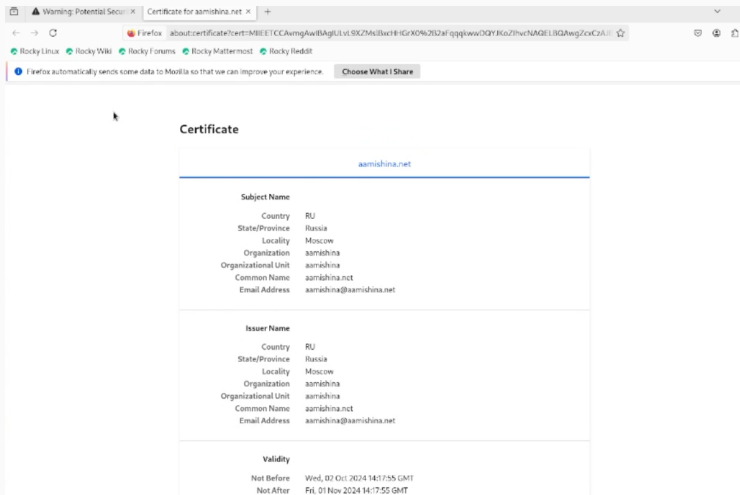 Warning: Potential Secur
Certificate for aamishina.net
Firefox
about:certificate?cert=
Rocky Linux
Rocky Wiki
Rocky Forums
Rocky Mattermost
Rocky Reddit
Firefox automatically sends some data to Mozilla so that we can improve your experience.
Choose What I Share
Certificate
aamishina.net
Subject Name
Country RU
State/Province Russia
Locality Moscow
Organization aamishina
Organizational Unit aamishina
Common Name aamishina.net
Email Address aamishina@aamishina.net
Issuer Name
Country RU
State/Province Russia
Locality Moscow
Organization aamishina
Organizational Unit aamishina
Common Name aamishina.net
Email Address aamishina@aamishina.net
Validity
Not Before Wed, 02 Oct 2024 14:17:55 GMT
Not After Fri, 01 Nov 2024 14:17:55 GMT